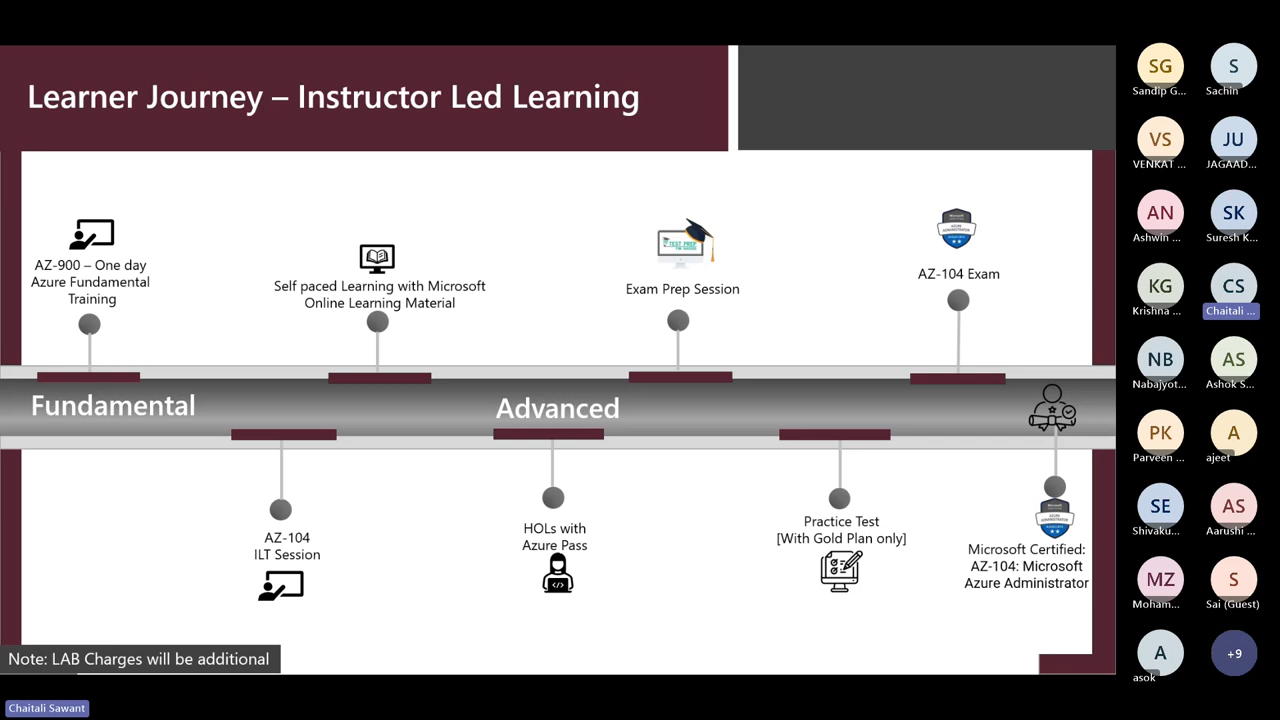 Learner Journey – Instructor Led Learning
AZ-900 – One day
Azure Fundamental
Training
Self paced Learning with Microsoft
Online Learning Material
TEST PREP
Exam Prep Session
AZ-104 Exam
Fundamental
Advanced
AZ-104
ILT Session
HOLs with
Azure Pass
Practice Test
[With Gold Plan only]
Microsoft Certified:
AZ-104: Microsoft
Azure Administrator
Note: LAB Charges will be additional
Chaitali Sawant
SG
Sandip G...
S
Sachin
VS
VENKAT ...
JU
JAGAAD...
AN
Ashwin ...
SK
Suresh K...
KG
Krishna ...
CS
Chaitali ...
NB
Nabajyot...
AS
Ashok S...
PK
Parveen ...
A
ajeet
SE
Shivaku...
AS
Aarushi ...
MZ
Moham...
S
Sai (Guest)
A
asok
+9